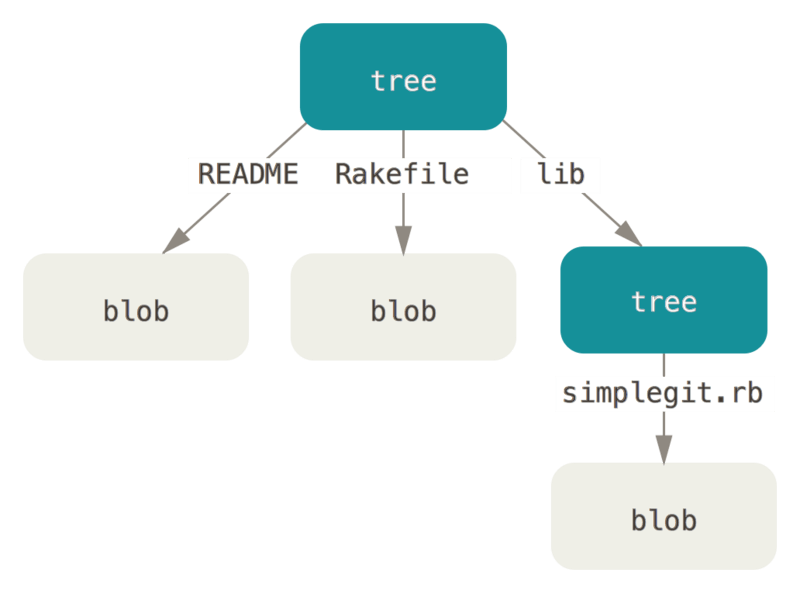 tree
README Rakefile lib
blob blob tree
simplegit.rb
blob